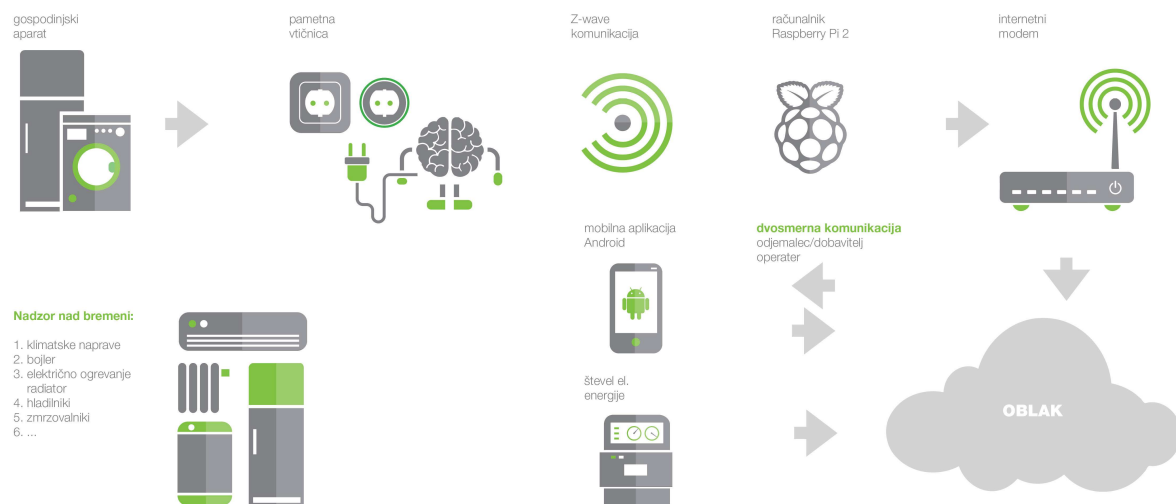 gospodinjski
aparat
pametna
vtičnica
Z-wave
komunikacija
računalnik
Raspberry Pi 2
internetni
modem
mobilna aplikacija
Android
dvosmerna komunikacija
odjemalec/dobavitelj
operater
Nadzor nad bremeni:
1. klimatske naprave
2. bojler
3. električno ogrevanje
radiator
4. hladilniki
5. zmrzovalniki
6. ...
števel el.
energije
OBLAK